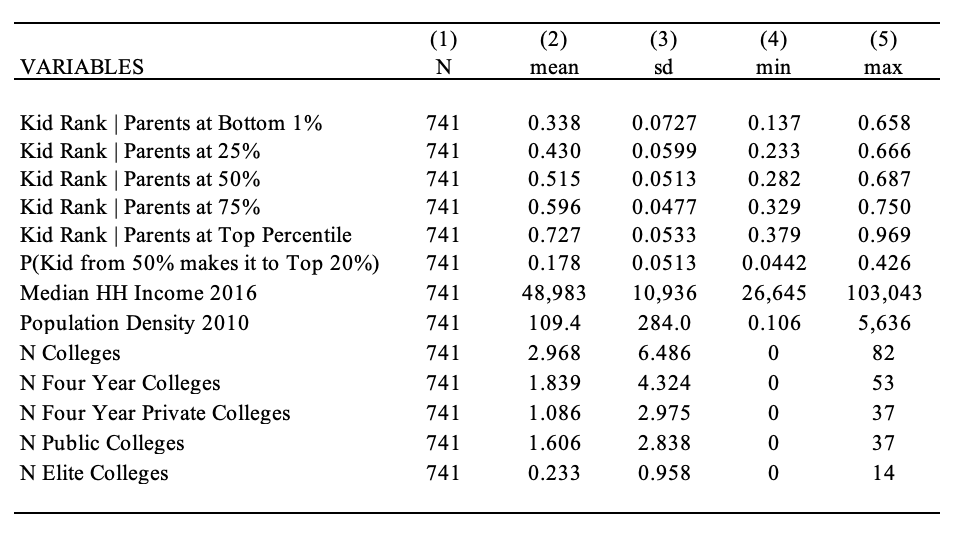 (1) (2) (3) (4) (5)
VARIABLES N mean sd min max
Kid Rank | Parents at Bottom 1% 741 0.338 0.0727 0.137 0.658
Kid Rank | Parents at 25% 741 0.430 0.0599 0.233 0.666
Kid Rank | Parents at 50% 741 0.515 0.0513 0.282 0.687
Kid Rank | Parents at 75% 741 0.596 0.0477 0.329 0.750
Kid Rank | Parents at Top Percentile 741 0.727 0.0533 0.379 0.969
P(Kid from 50% makes it to Top 20%) 741 0.178 0.0513 0.0442 0.426
Median HH Income 2016 741 48,983 10,936 26,645 103,043
Population Density 2010 741 109.4 284.0 0.106 5,636
N Colleges 741 2.968 6.486 0 82
N Four Year Colleges 741 1.839 4.324 0 53
N Four Year Private Colleges 741 1.086 2.975 0 37
N Public Colleges 741 1.606 2.838 0 37
N Elite Colleges 741 0.233 0.958 0 14